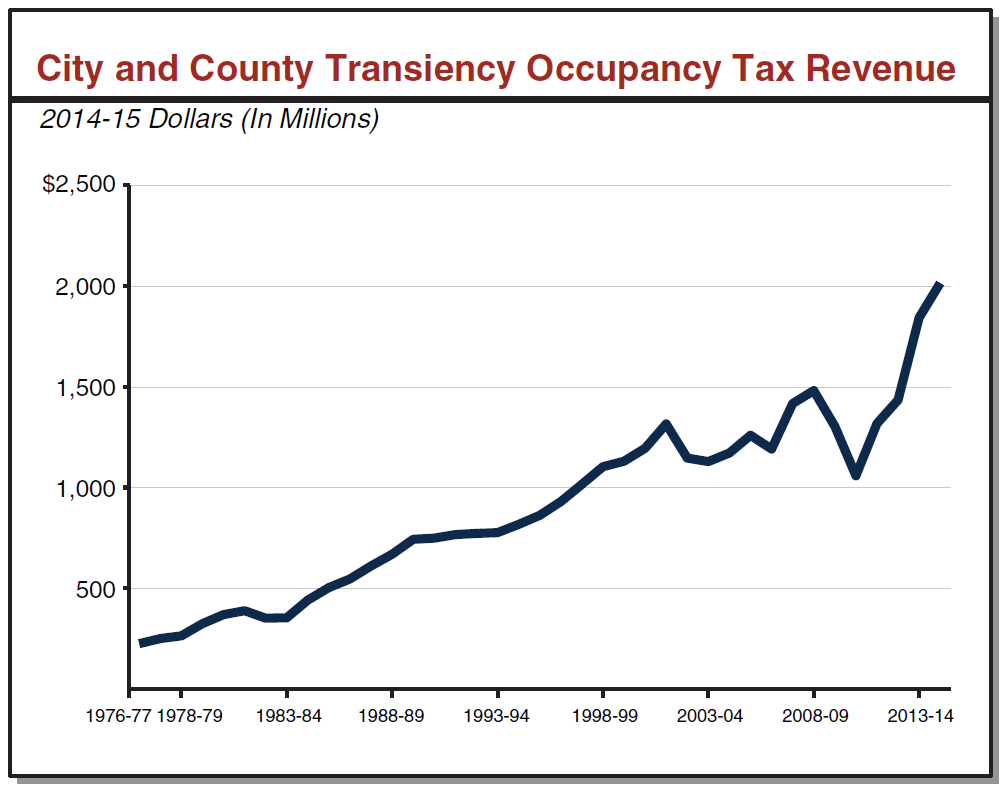 City and County Transiency Occupancy Tax Revenue
2014-15 Dollars (In Millions)
$2,500
2,000
1,500
1,000
500
1976-77 1978-79 1983-84 1988-89 1993-94 1998-99 2003-04 2008-09 2013-14